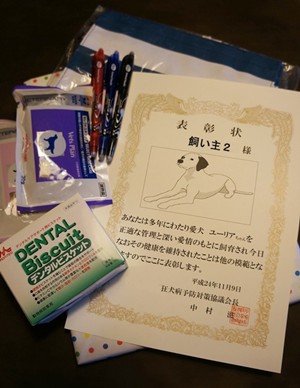 表彰状
飼い主2 様
あなたは多年にわたり愛犬 ユーリアちゃんを
正適な管理と深い愛情のもとに飼育され今日
なおその健康を維持されたことは他の模範とな
ますのでここに表彰します。
平成24年11月9日
狂犬病予防対策協議会長
中村
Vet's Plan
DENTAL
Biscuit
デンタルビスケット